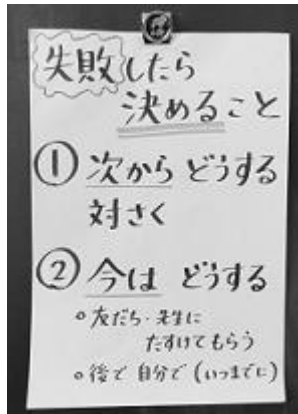 失敗したら
決めること
① 次から どうする
対さく
② 今は どうする
。友だち・先生に
たすけてもらう
。後で 自分で (いつまでに)